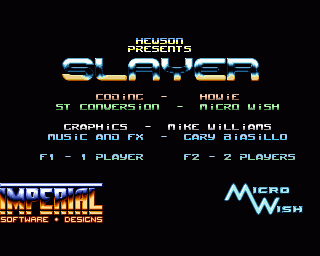 HEWSON
PRESENTS
SLAYER
CODING - HOWIE
ST CONVERSION - MICRO WISH
GRAPHICS - MIKE WILLIAMS
MUSIC AND FX - GARY BIASILLO
F1 - 1 PLAYER F2 - 2 PLAYERS
IMPERIAL
SOFTWARE • DESIGNS
MICRO
WISH